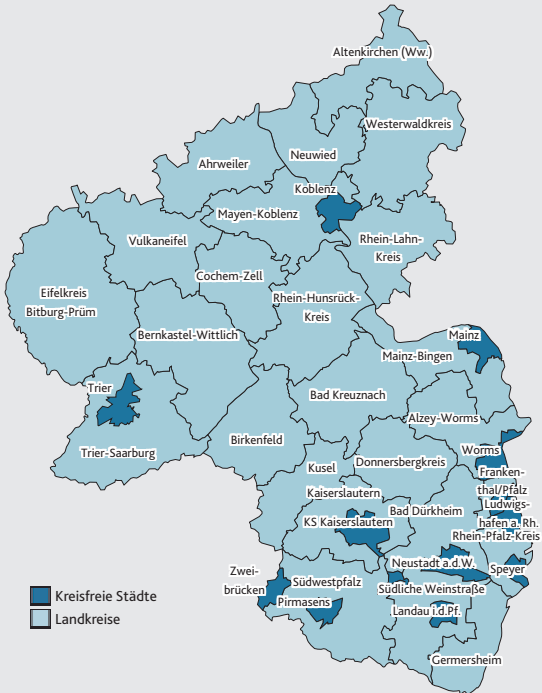 Altenkirchen (Ww.)
Westerwaldkreis
Neuwied
Ahrweiler
Koblenz
Mayen-Koblenz
Rhein-Lahn-
Kreis
Vulkaneifel
Cochem-Zell
Eifelkreis
Bitburg-Prüm
Rhein-Hunsrück-
Kreis
Bernkastel-Wittlich
Mainz
Mainz-Bingen
Trier
Bad Kreuznach
Alzey-Worms
Birkenfeld
Trier-Saarburg
Worms
Donnersbergkreis
Kusel
Franken-
thal/Pfalz
Kaiserslautern
Ludwigs-
hafen a. Rh.
Bad Dürkheim
KS Kaiserslautern
Rhein-Pfalz-Kreis
Neustadt a.d.W.
Speyer
Zwei-
brücken
Südwestpfalz
Südliche Weinstraße
Pirmasens
Landau i.d.Pf.
Germersheim
Kreisfreie Städte
Landkreise